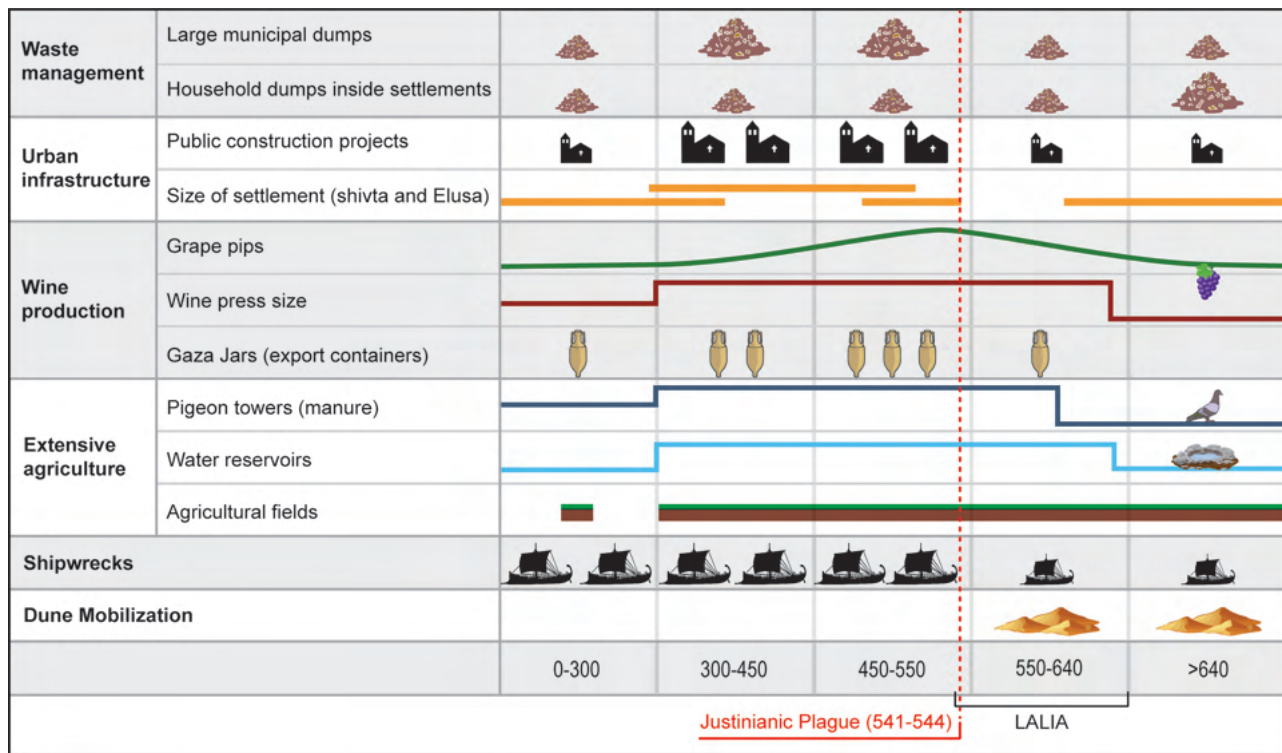 Waste management
Large municipal dumps
Household dumps inside settlements
Urban infrastructure
Public construction projects
Size of settlement (shivta and Elusa)
Wine production
Grape pips
Wine press size
Gaza Jars (export containers)
Extensive agriculture
Pigeon towers (manure)
Water reservoirs
Agricultural fields
Shipwrecks
Dune Mobilization
0-300 300-450 450-550 550-640 >640
Justinianic Plague (541-544) LALIA